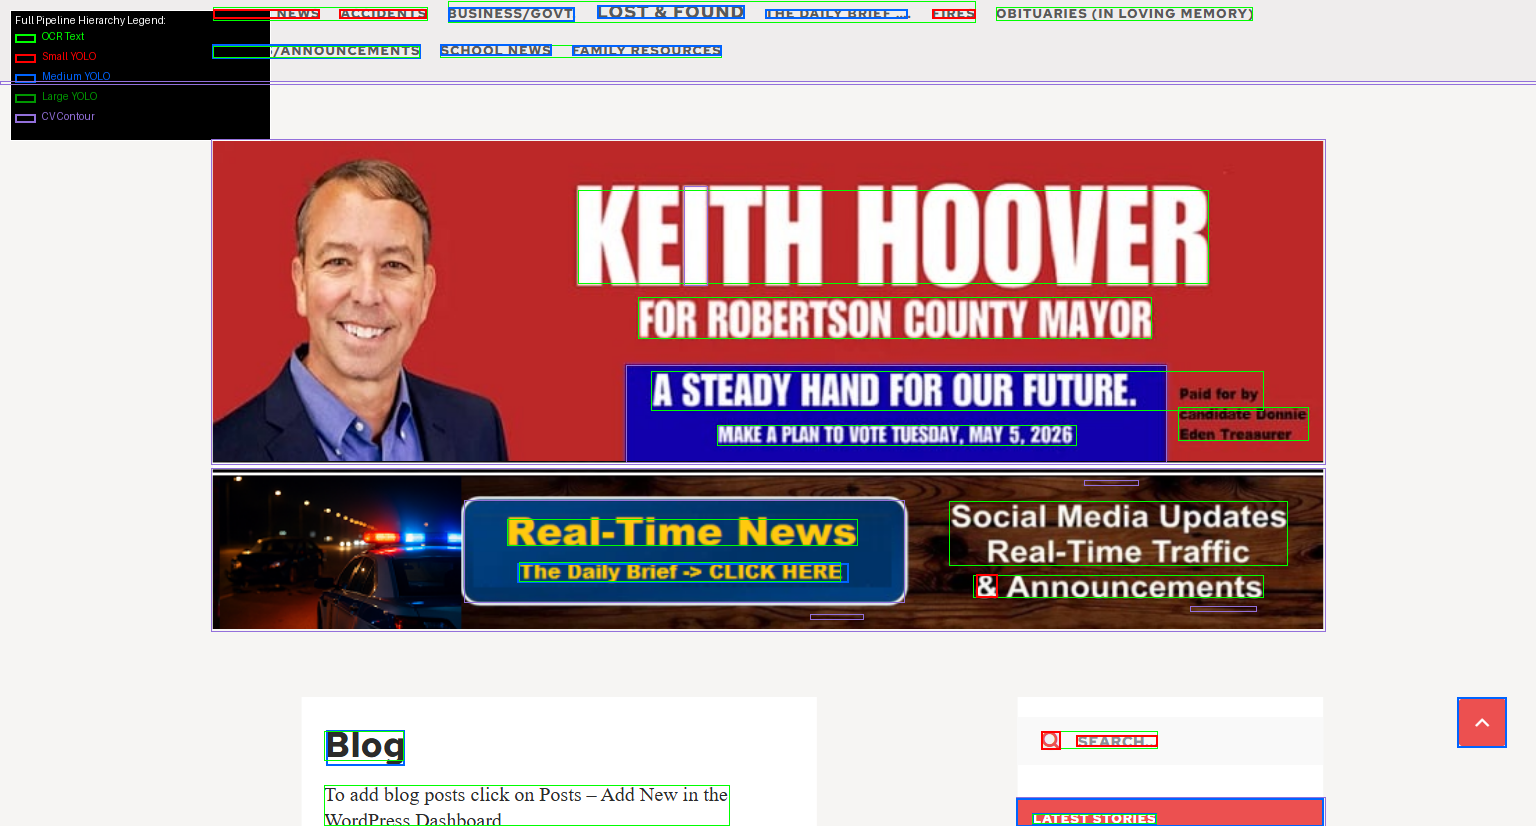 Full Pipeline Hierarchy Legend:
OCR Text
Small YOLO
Medium YOLO
Large YOLO
CV Contour
NEWS ACCIDENTS BUSINESS/GOVT LOST & FOUND THE DAILY BRIEF .... FIRES OBITUARIES (IN LOVING MEMORY)
/ANNOUNCEMENTS SCHOOL NEWS FAMILY RESOURCES
KEITH HOOVER
FOR ROBERTSON COUNTY MAYOR
A STEADY HAND FOR OUR FUTURE.
MAKE A PLAN TO VOTE TUESDAY, MAY 5, 2026
Paid for by
candidate Donnie
Eden Treasurer
Real-Time News
The Daily Brief -> CLICK HERE
Social Media Updates
Real-Time Traffic
& Announcements
Blog
To add blog posts click on Posts – Add New in the
WordPress Dashboard
SEARCH...
LATEST STORIES